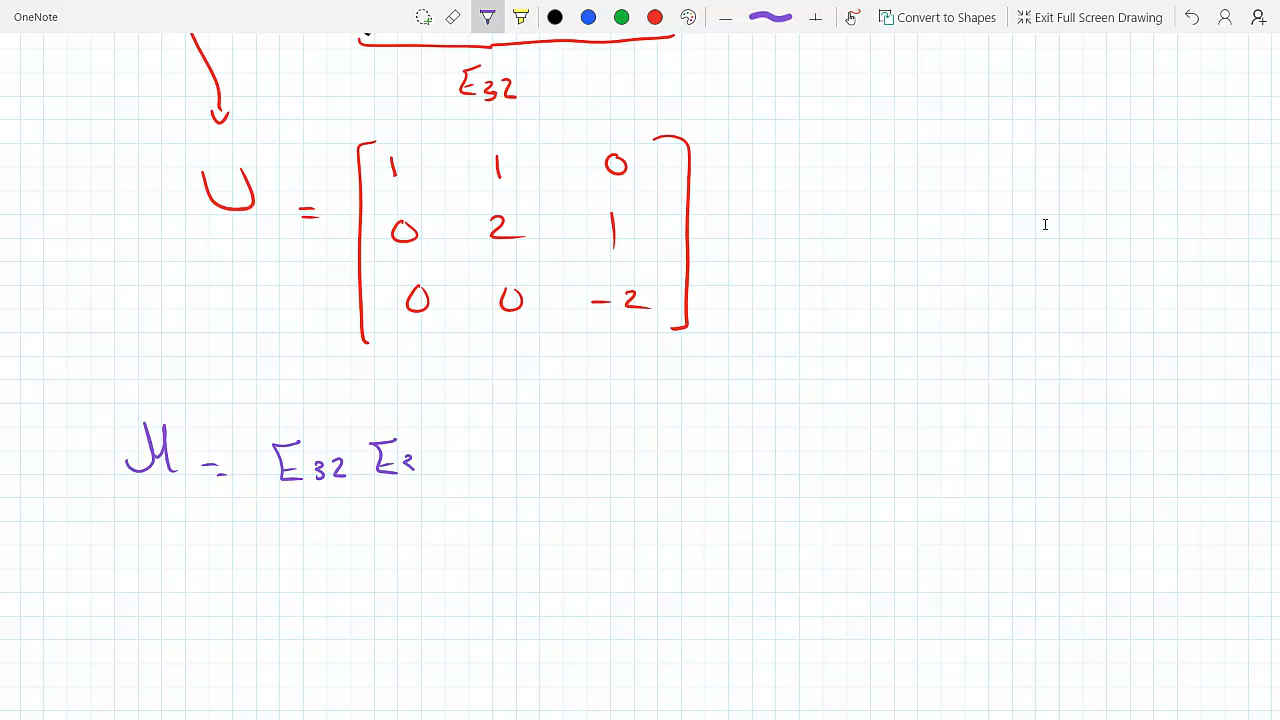 OneNote
Convert to Shapes
Exit Full Screen Drawing
E32
1 1 0
U = 0 2 1
0 0 -2
M = E32 E3